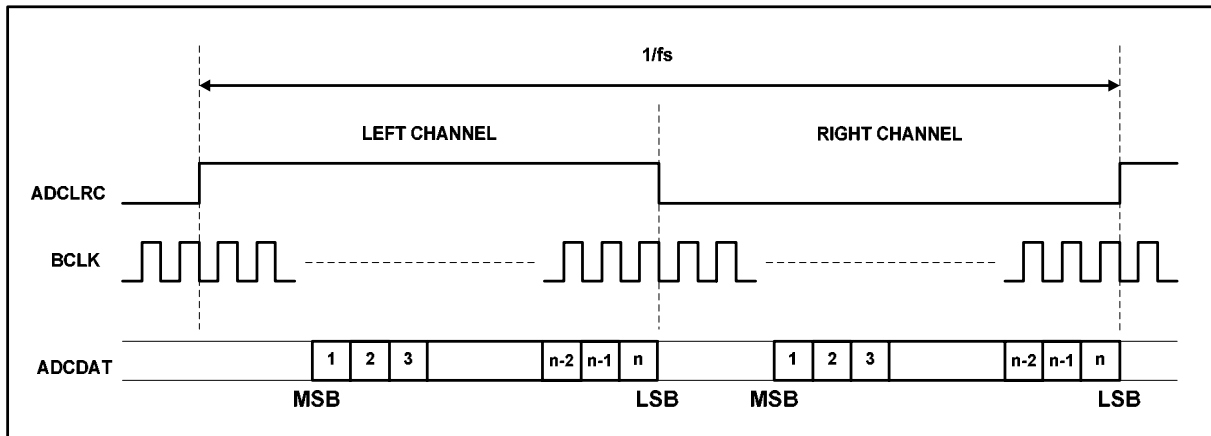 1/fs
LEFT CHANNEL RIGHT CHANNEL
ADCLRC
BCLK
ADCDAT 1 2 3 n-2 n-1 n 1 2 3 n-2 n-1 n
MSB LSB MSB LSB